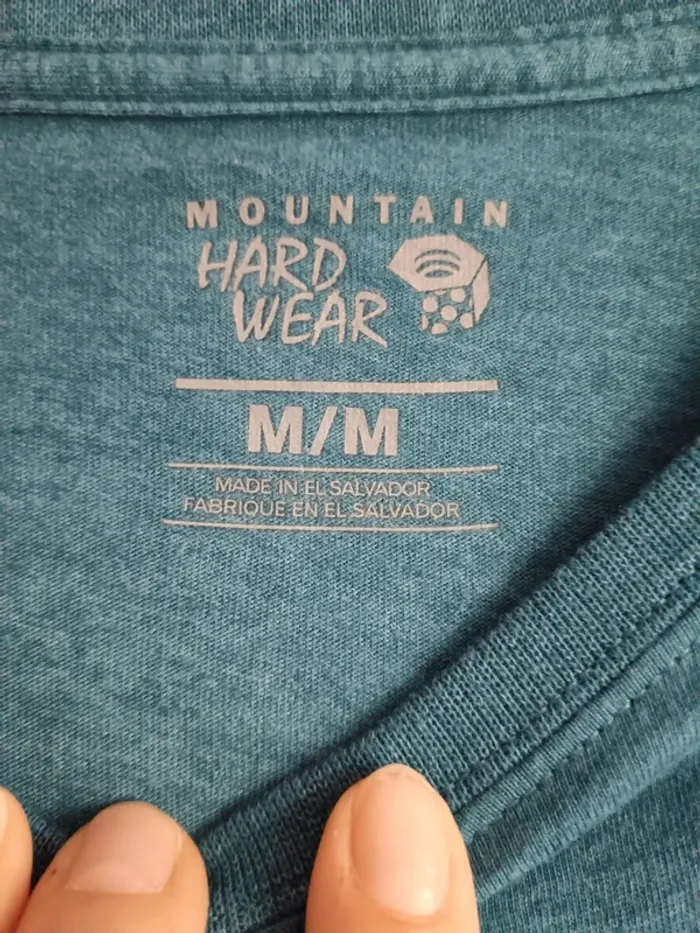 MOUNTAIN
HARD
WEAR
M/M
MADE IN EL SALVADOR
FABRIQUE EN EL SALVADOR